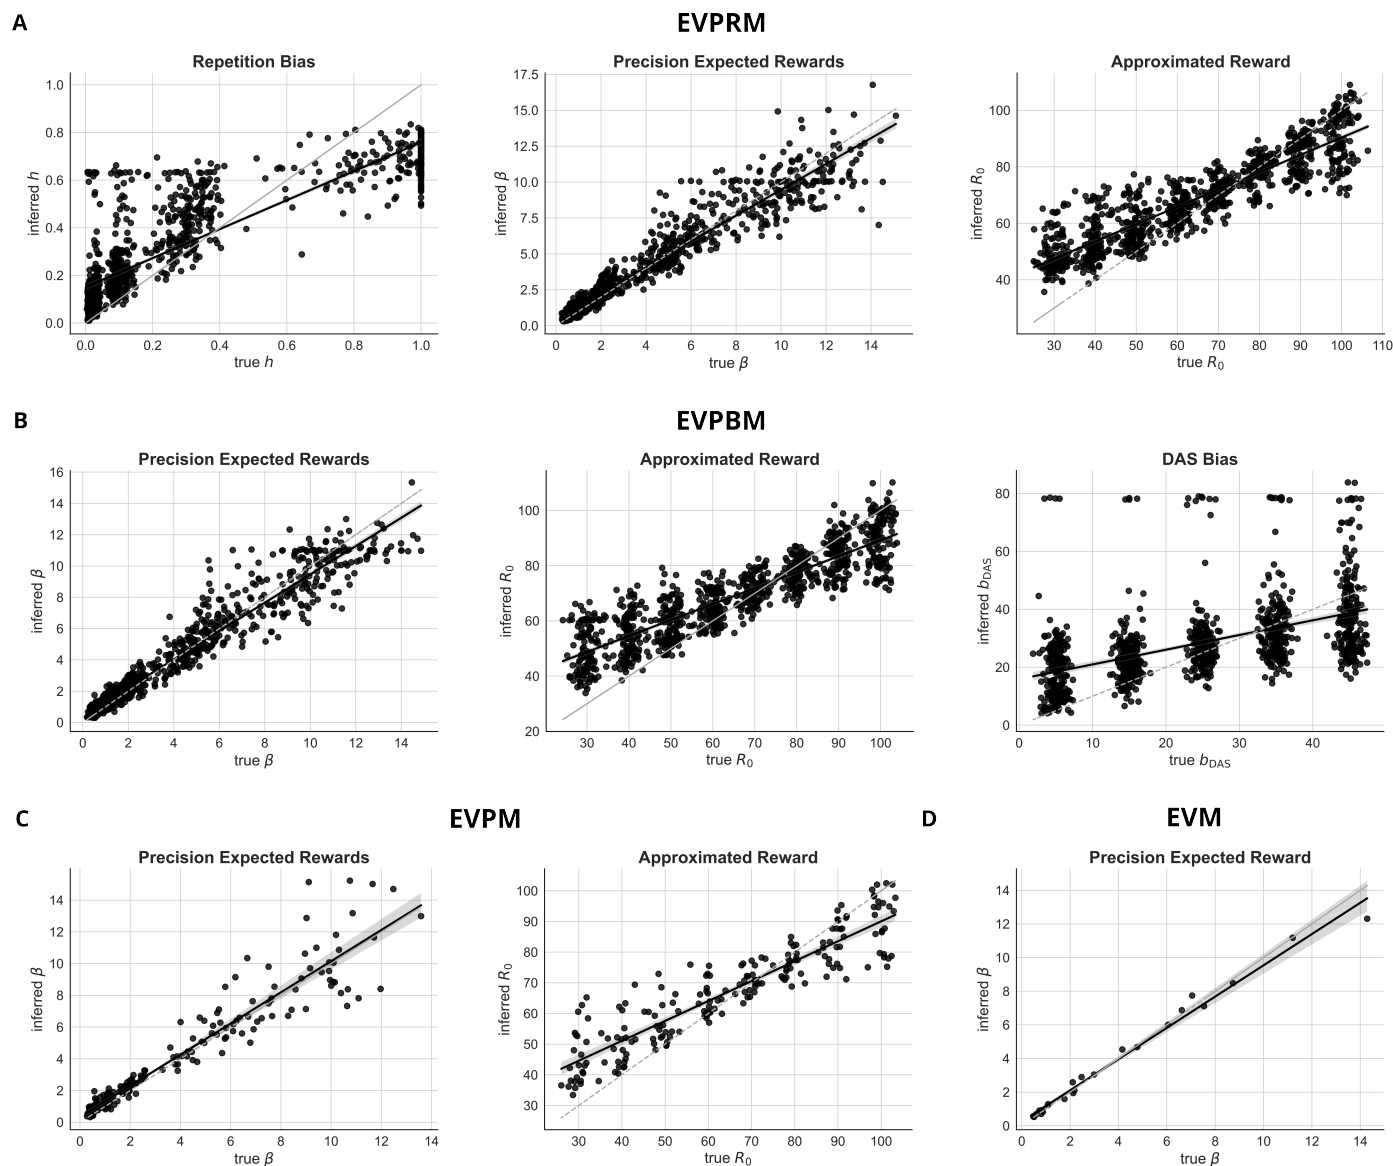 A
EVPRM
Repetition Bias
Precision Expected Rewards
Approximated Reward
1.0
0.8
0.6
0.4
0.2
0.0
inferred h
0.0 0.2 0.4 0.6 0.8 1.0
true h
17.5
15.0
12.5
10.0
7.5
5.0
2.5
0.0
inferred β
0 2 4 6 8 10 12 14
true β
100
80
60
40
inferred R₀
30 40 50 60 70 80 90 100 110
true R₀
B
EVPBM
Precision Expected Rewards
Approximated Reward
DAS Bias
16
14
12
10
8
6
4
2
0
inferred β
0 2 4 6 8 10 12 14
true β
100
80
60
40
20
inferred R₀
30 40 50 60 70 80 90 100
true R₀
80
60
40
20
0
inferred b_DAS
0 10 20 30 40
true b_DAS
C
EVPM
D
EVM
Precision Expected Rewards
Approximated Reward
Precision Expected Reward
14
12
10
8
6
4
2
0
inferred β
0 2 4 6 8 10 12 14
true β
100
90
80
70
60
50
40
30
inferred R₀
30 40 50 60 70 80 90 100
true R₀
14
12
10
8
6
4
2
0
inferred β
0 2 4 6 8 10 12 14
true β